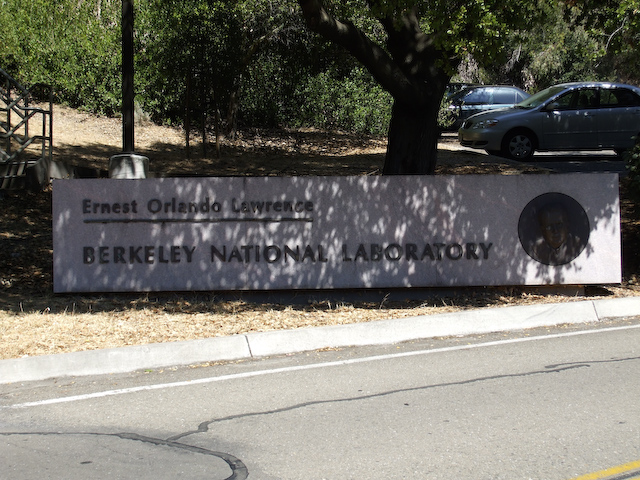 Ernest Orlando Lawrence
BERKELEY NATIONAL LABORATORY